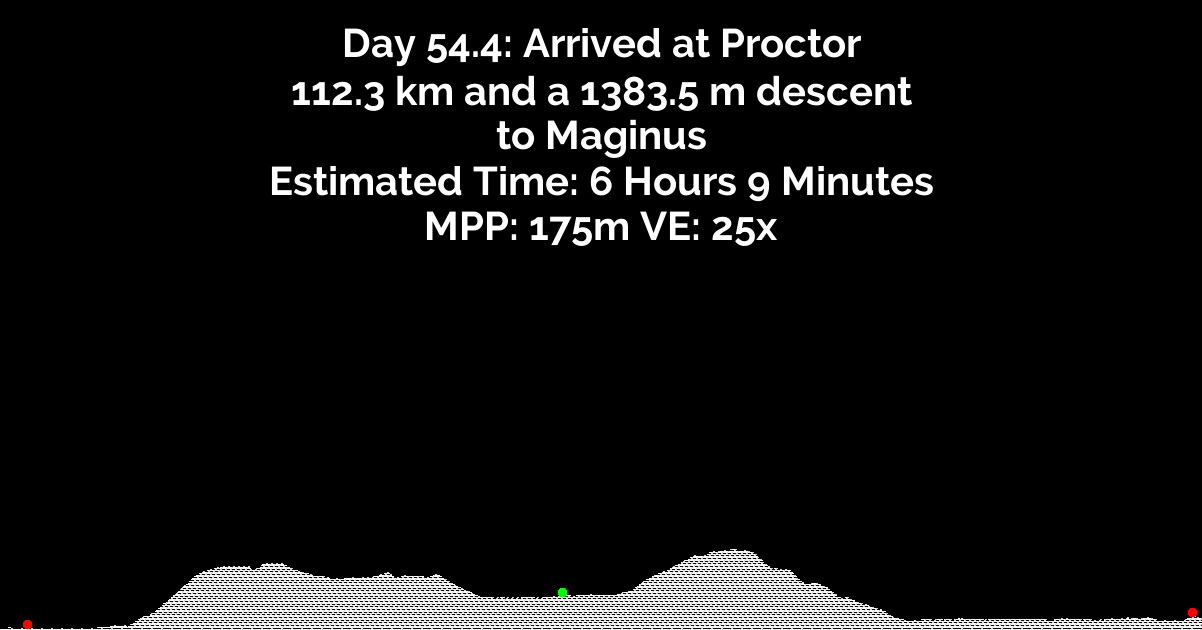 Day 54.4: Arrived at Proctor
112.3 km and a 1383.5 m descent
to Maginus
Estimated Time: 6 Hours 9 Minutes
MPP: 175m VE: 25x